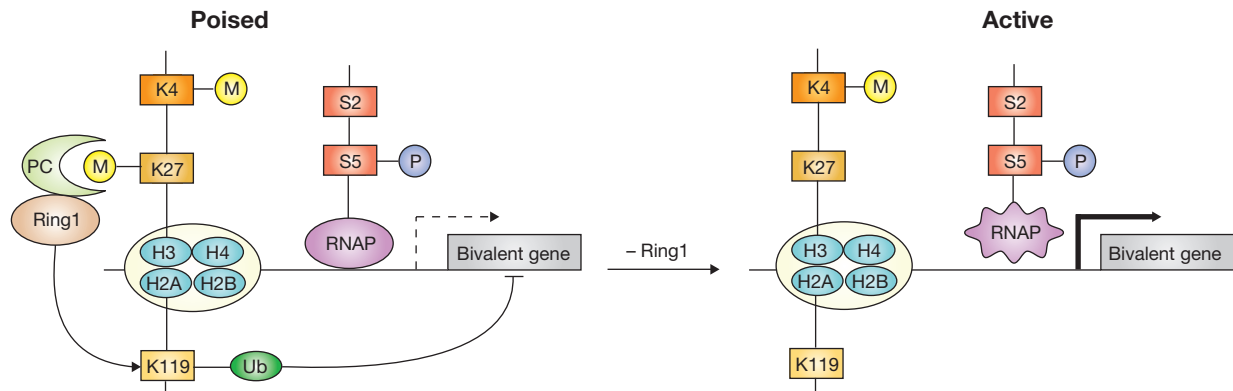 Poised
Active
K4
M
S2
PC
M
K27
S5
P
Ring1
RNAP
H3
H4
H2A
H2B
Bivalent gene
K119
Ub
– Ring1
K4
M
S2
K27
S5
P
RNAP
H3
H4
H2A
H2B
Bivalent gene
K119